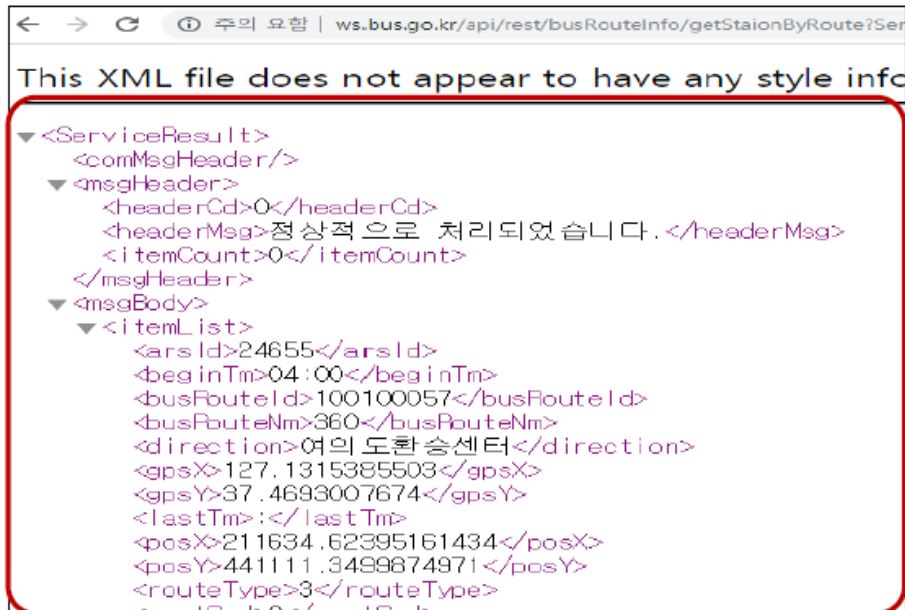 주의 요함 | ws.bus.go.kr/api/rest/busRouteInfo/getStaionByRoute?Ser
This XML file does not appear to have any style info
<ServiceResult>
<comMsgHeader/>
<msgHeader>
<headerCd>0</headerCd>
<headerMsg>정상적으로 처리되었습니다.</headerMsg>
<itemCount>0</itemCount>
</msgHeader>
<msgBody>
<itemList>
<arsId>24655</arsId>
<beginTm>04:00</beginTm>
<busRouteId>100100057</busRouteId>
<busRouteNm>360</busRouteNm>
<direction>여의도환승센터</direction>
<gpsX>127.1315385503</gpsX>
<gpsY>37.4693007674</gpsY>
<lastTm>:</lastTm>
<posX>211634.62395161434</posX>
<posY>441111.3499874971</posY>
<routeType>3</routeType>